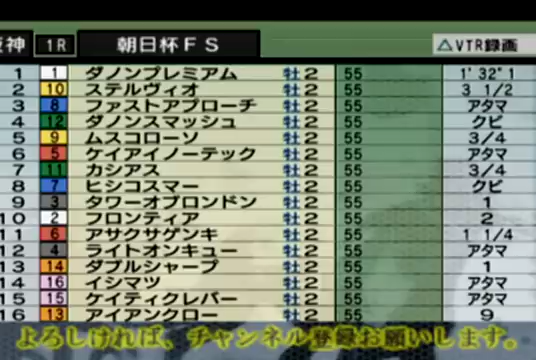 阪神 1R 朝日杯FS △VTR録画
1 1 ダノンプレミアム 牡2 55 1'32"1
2 10 ステルヴィオ 牡2 55 3 1/2
3 8 ファストアプローチ 牡2 55 アタマ
4 12 ダノンスマッシュ 牡2 55 クビ
5 9 ムスコローソ 牡2 55 3/4
6 5 ケイアイノーテック 牡2 55 アタマ
7 11 カシアス 牡2 55 3/4
8 7 ヒシコスマー 牡2 55 クビ
9 3 タワーオブロンドン 牡2 55 1
10 2 フロンティア 牡2 55 2
11 6 アサクサゲンキ 牡2 55 1 1/4
12 4 ライトオンキュー 牡2 55 アタマ
13 14 ダブルシャープ 牡2 55 1
14 16 イシマツ 牡2 55 アタマ
15 15 ケイティクレバー 牡2 55 アタマ
16 13 アイアンクロー 牡2 55 9
よろしければ、チャンネル登録お願いします。